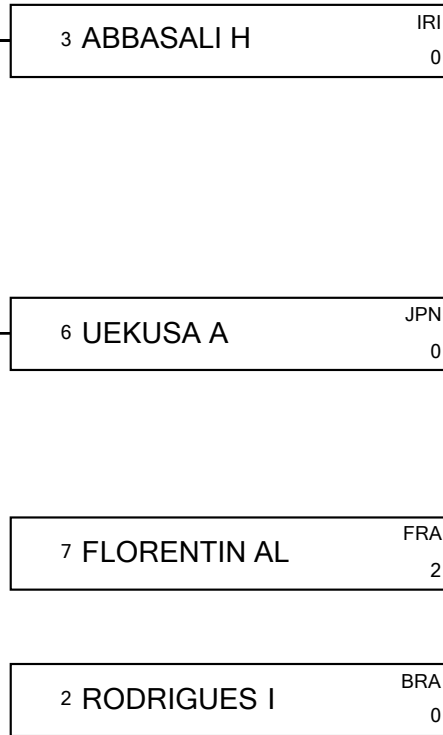 3 ABBASALI H IRI
0
6 UEKUSA A JPN
0
7 FLORENTIN AL FRA
2
2 RODRIGUES I BRA
0